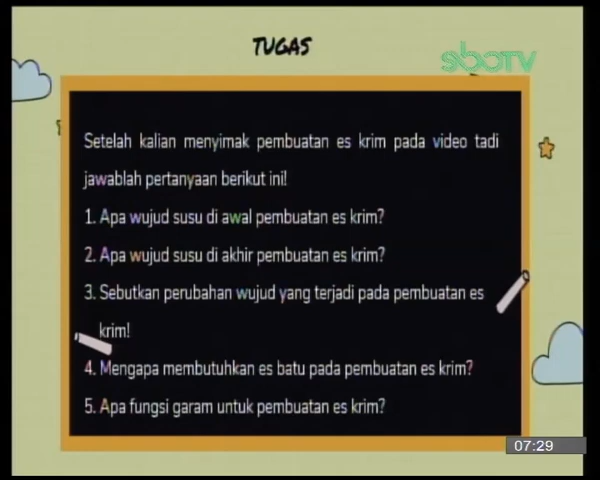 TUGAS
sboTV
Setelah kalian menyimak pembuatan es krim pada video tadi
jawablah pertanyaan berikut ini!
1. Apa wujud susu di awal pembuatan es krim?
2. Apa wujud susu di akhir pembuatan es krim?
3. Sebutkan perubahan wujud yang terjadi pada pembuatan es
krim!
4. Mengapa membutuhkan es batu pada pembuatan es krim?
5. Apa fungsi garam untuk pembuatan es krim?
07:29